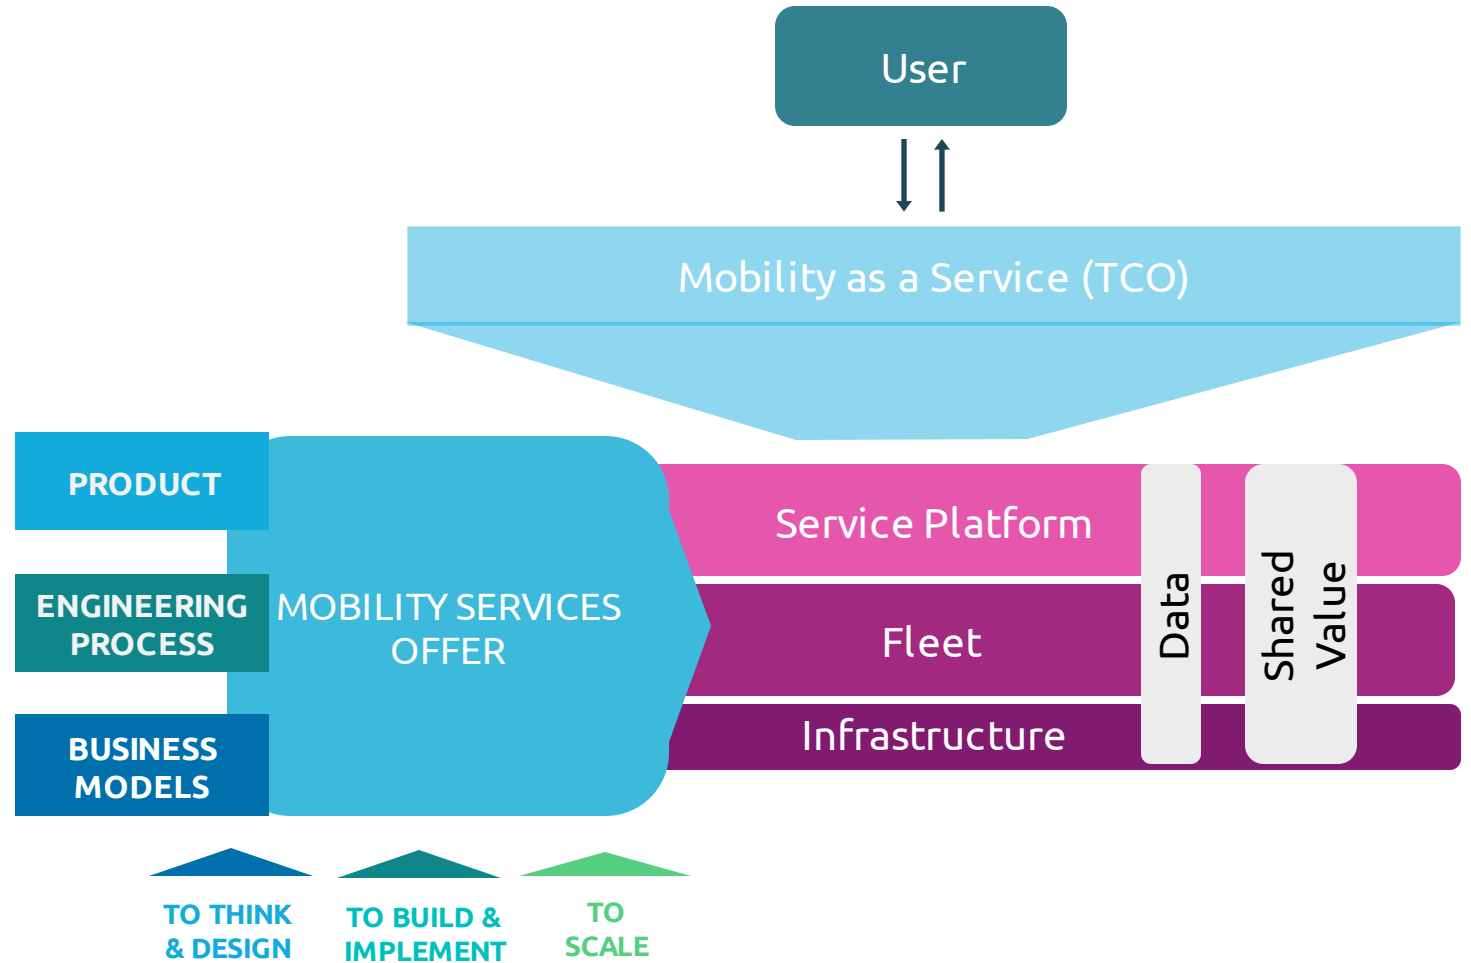 User
Mobility as a Service (TCO)
PRODUCT
ENGINEERING
PROCESS
BUSINESS
MODELS
MOBILITY SERVICES
OFFER
Service Platform
Fleet
Infrastructure
Data
Shared
Value
TO THINK
& DESIGN
TO BUILD &
IMPLEMENT
TO
SCALE